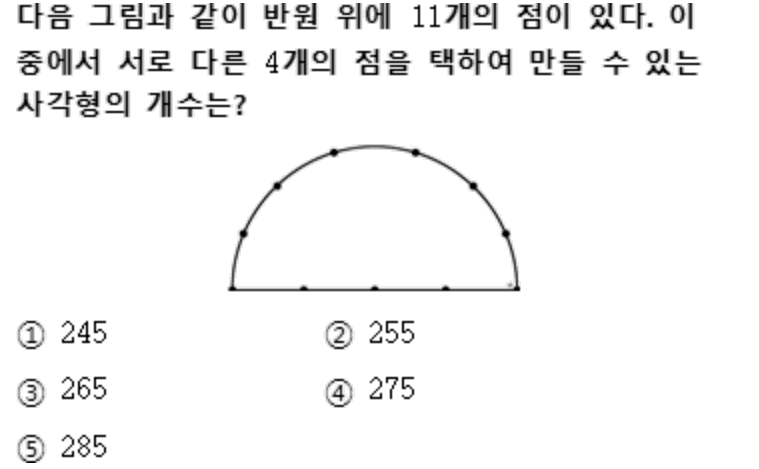 다음 그림과 같이 반원 위에 11개의 점이 있다. 이
중에서 서로 다른 4개의 점을 택하여 만들 수 있는
사각형의 개수는?
① 245 ② 255
③ 265 ④ 275
⑤ 285